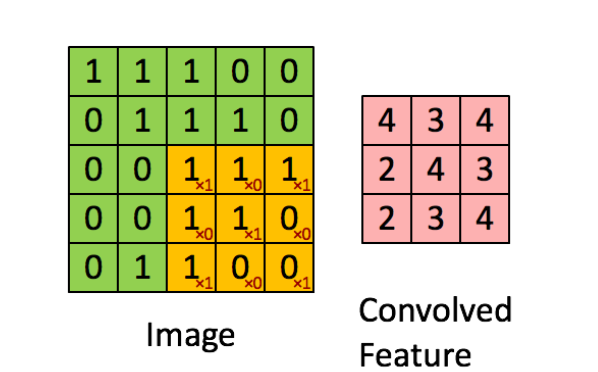 1 1 1 0 0
0 1 1 1 0
0 0 1×1 1×0 1×1
0 0 1×0 1×1 0×0
0 1 1×1 0×0 0×1
Image
4 3 4
2 4 3
2 3 4
Convolved
Feature